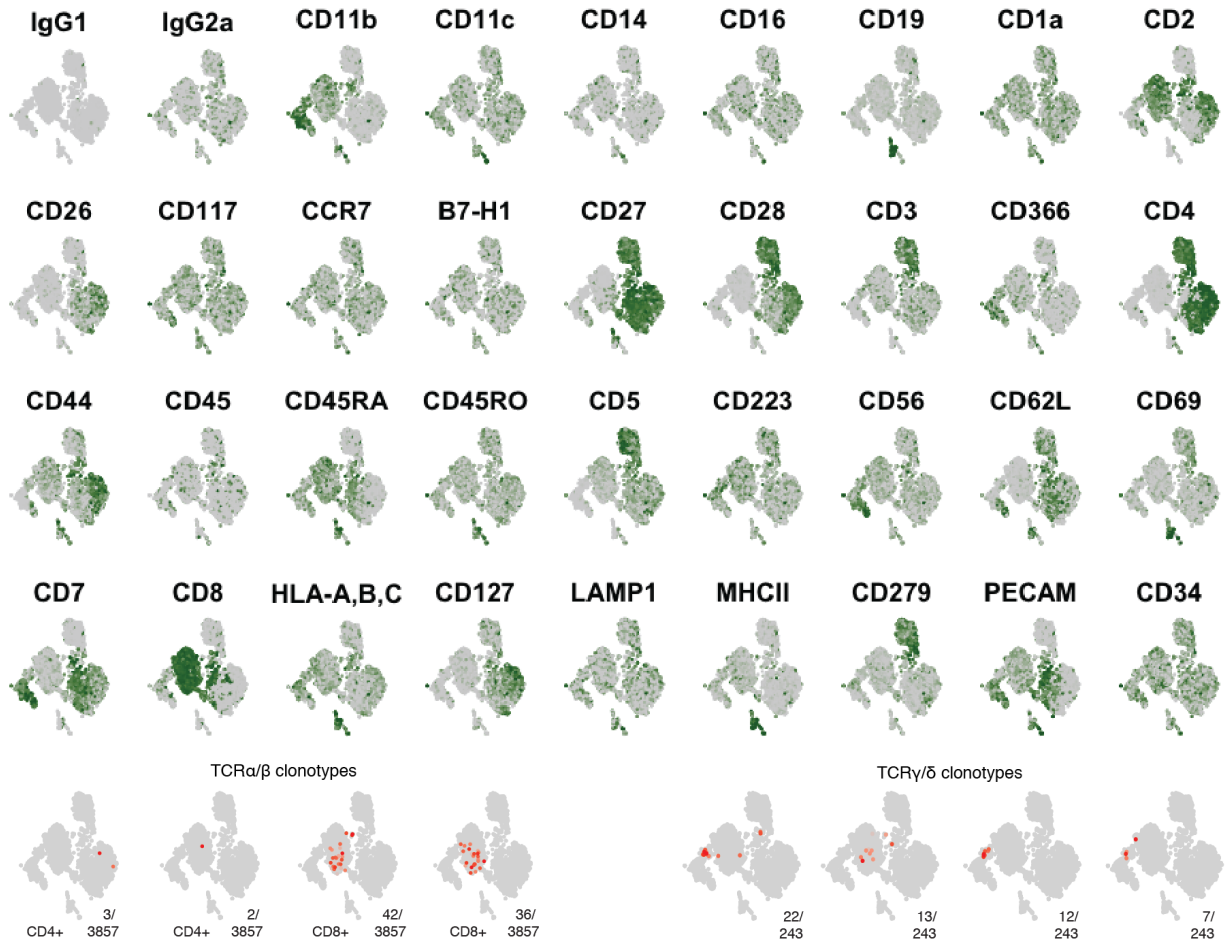 IgG1 IgG2a CD11b CD11c CD14 CD16 CD19 CD1a CD2
CD26 CD117 CCR7 B7-H1 CD27 CD28 CD3 CD366 CD4
CD44 CD45 CD45RA CD45RO CD5 CD223 CD56 CD62L CD69
CD7 CD8 HLA-A,B,C CD127 LAMP1 MHCII CD279 PECAM CD34
TCRα/β clonotypes TCRγ/δ clonotypes
3/ 2/ 42/ 36/ 22/ 13/ 12/ 7/
CD4+ 3857 CD4+ 3857 CD8+ 3857 CD8+ 3857 243 243 243 243